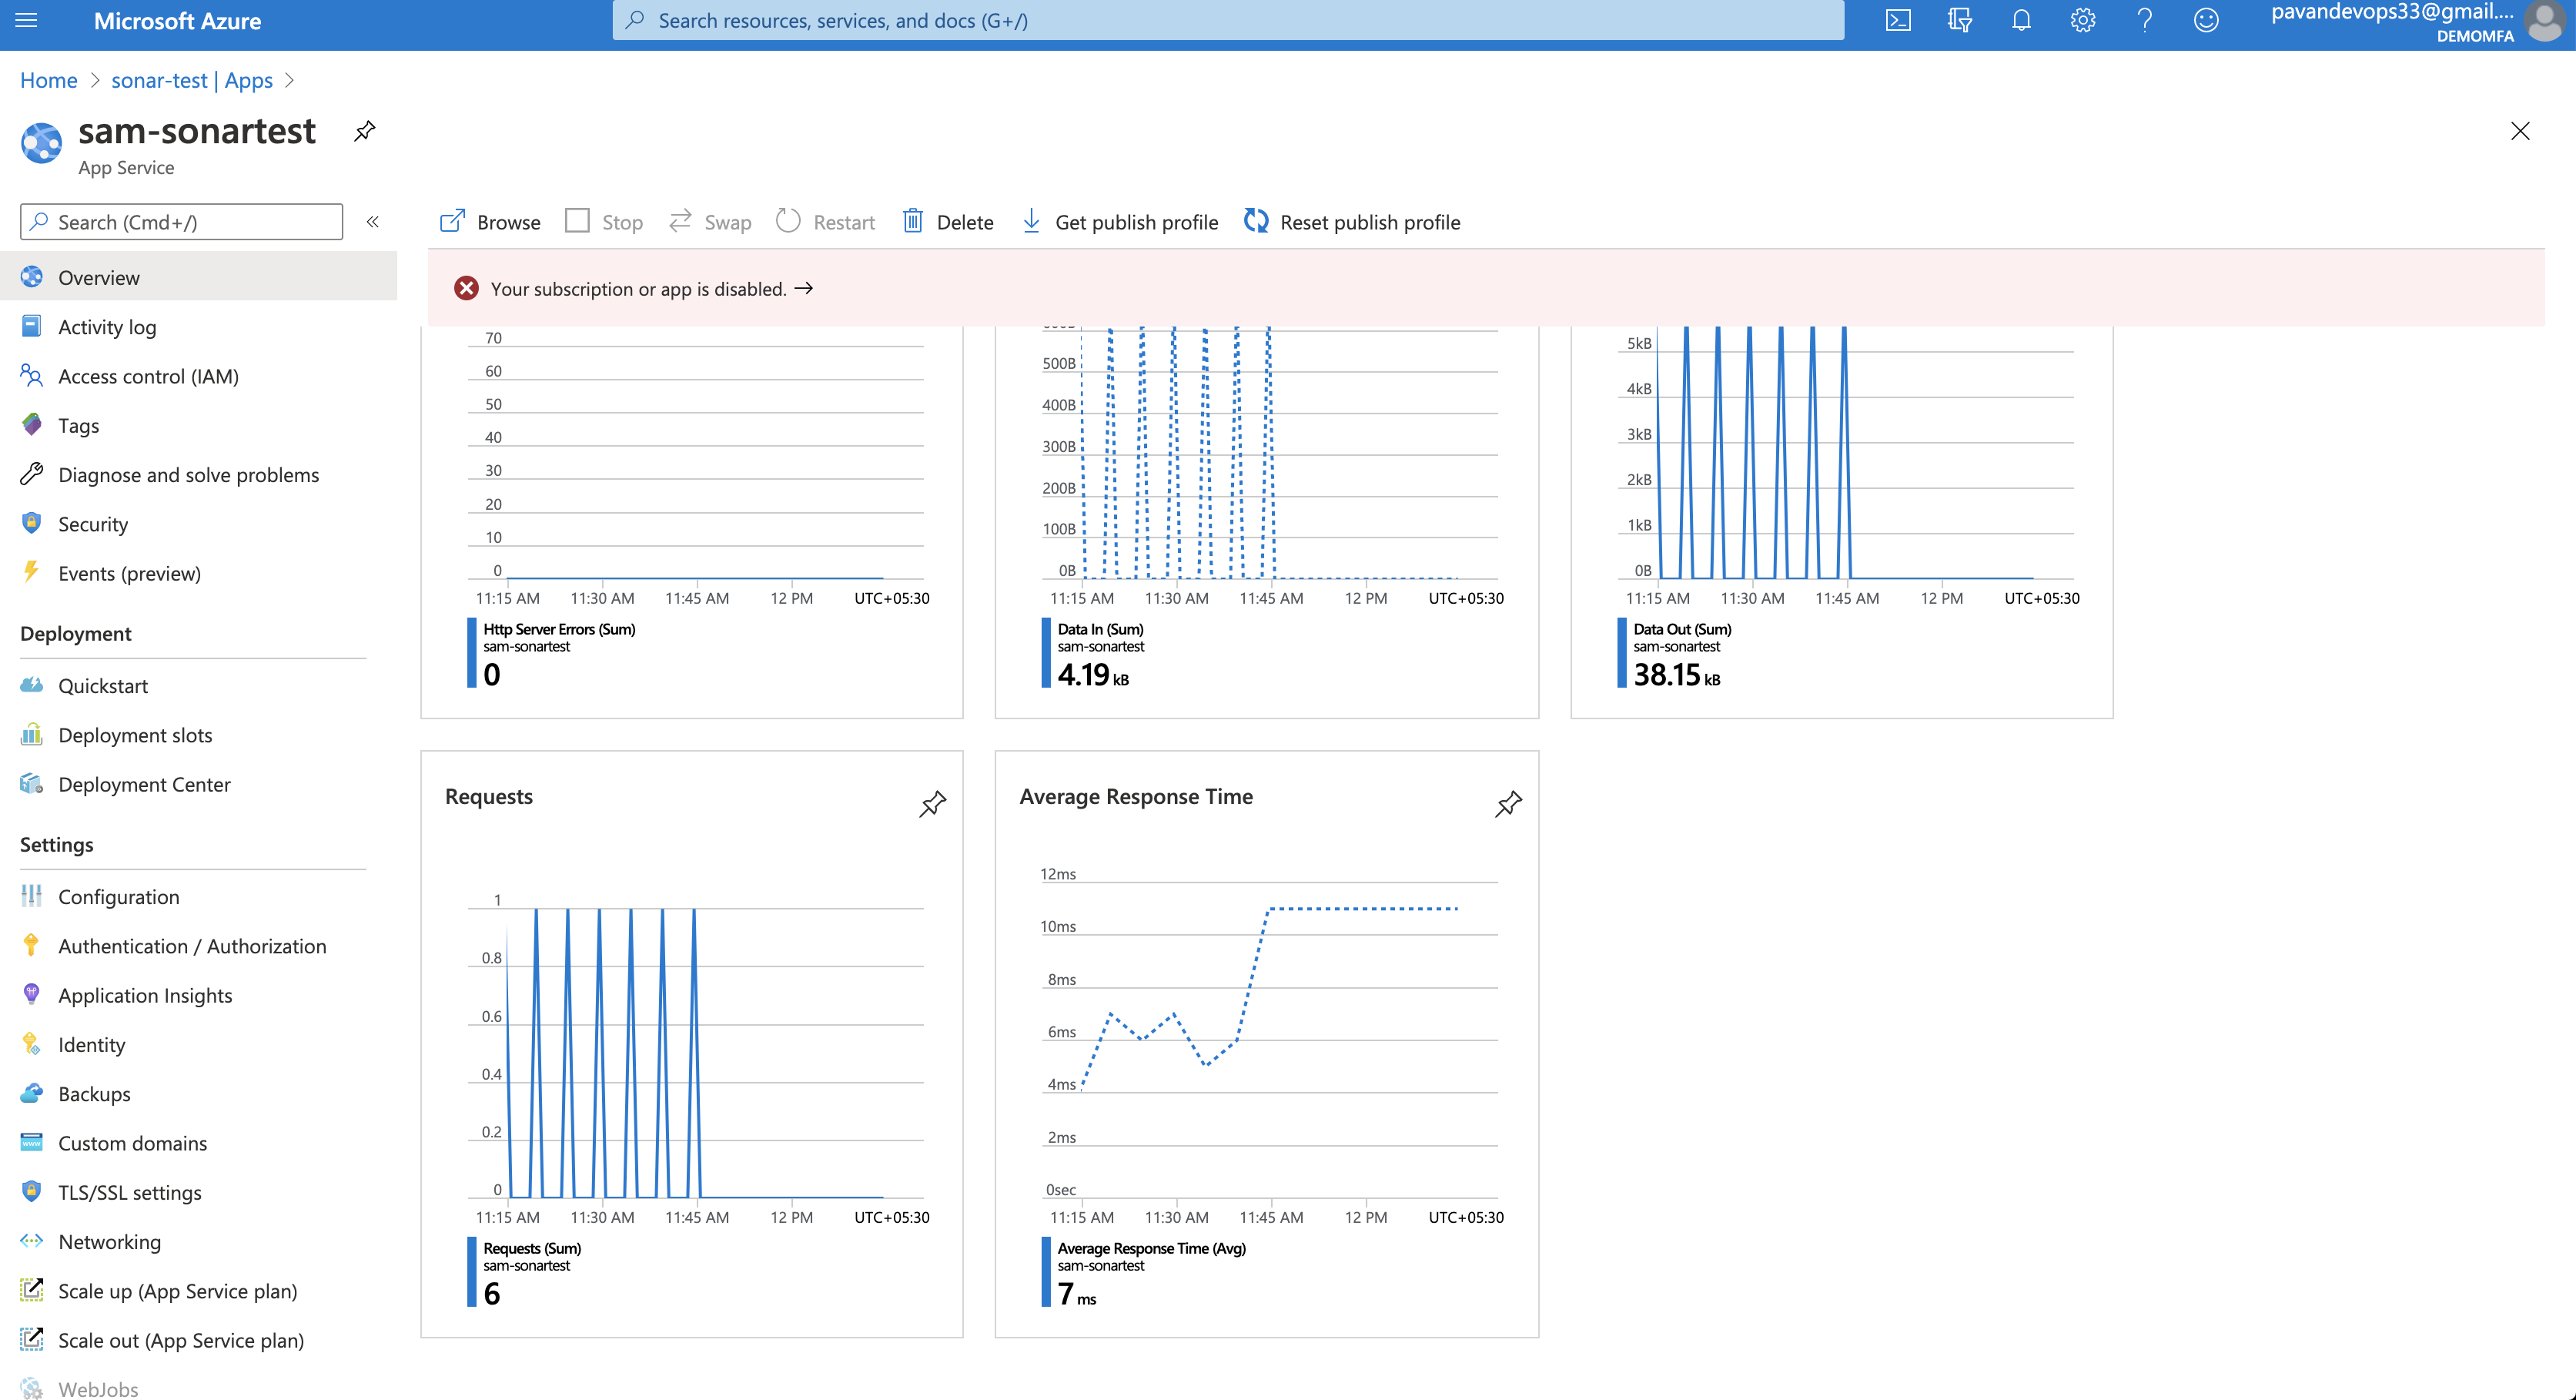 Microsoft Azure
Search resources, services, and docs (G+/)
pavandevops33@gmail....
DEMOMFA
Home > sonar-test | Apps >
sam-sonartest
App Service
Search (Cmd+/)
«
Browse
Stop
Swap
Restart
Delete
Get publish profile
Reset publish profile
Your subscription or app is disabled. →
Overview
Activity log
Access control (IAM)
Tags
Diagnose and solve problems
Security
Events (preview)
Deployment
Quickstart
Deployment slots
Deployment Center
Settings
Configuration
Authentication / Authorization
Application Insights
Identity
Backups
Custom domains
TLS/SSL settings
Networking
Scale up (App Service plan)
Scale out (App Service plan)
WebJobs
70
60
50
40
30
20
10
0
11:15 AM 11:30 AM 11:45 AM 12 PM UTC+05:30
Http Server Errors (Sum)
sam-sonartest
0
500B
400B
300B
200B
100B
0B
11:15 AM 11:30 AM 11:45 AM 12 PM UTC+05:30
Data In (Sum)
sam-sonartest
4.19 kB
5kB
4kB
3kB
2kB
1kB
0B
11:15 AM 11:30 AM 11:45 AM 12 PM UTC+05:30
Data Out (Sum)
sam-sonartest
38.15 kB
Requests
1
0.8
0.6
0.4
0.2
0
11:15 AM 11:30 AM 11:45 AM 12 PM UTC+05:30
Requests (Sum)
sam-sonartest
6
Average Response Time
12ms
10ms
8ms
6ms
4ms
2ms
0sec
11:15 AM 11:30 AM 11:45 AM 12 PM UTC+05:30
Average Response Time (Avg)
sam-sonartest
7 ms